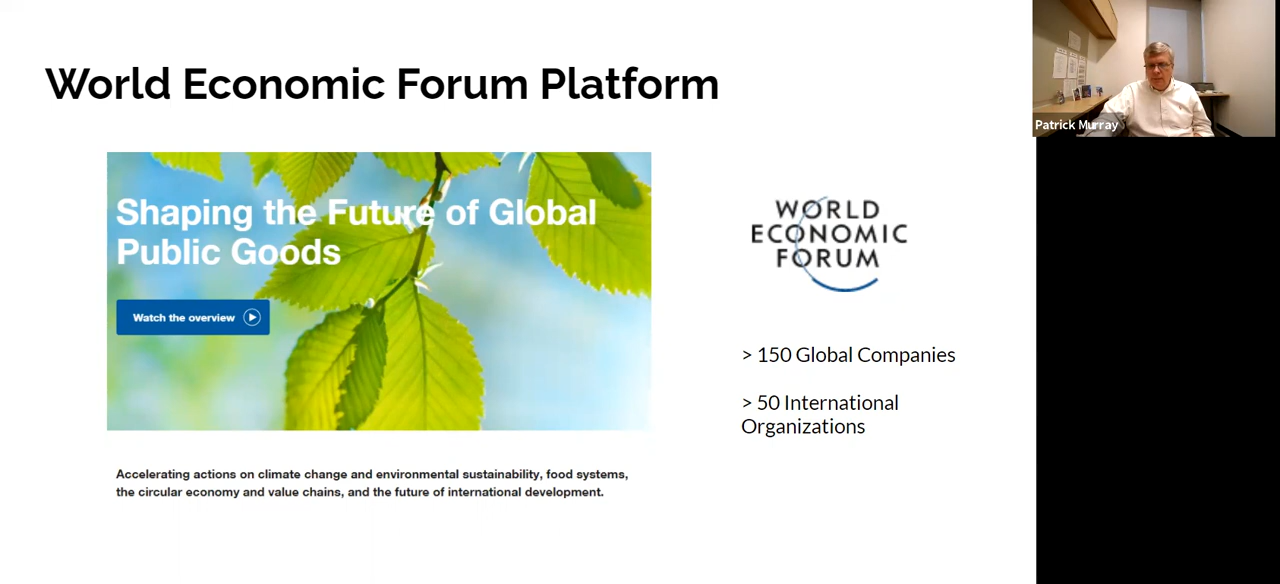 World Economic Forum Platform
Shaping the Future of Global
Public Goods
Watch the overview
Accelerating actions on climate change and environmental sustainability, food systems,
the circular economy and value chains, and the future of international development.
WORLD
ECONOMIC
FORUM
> 150 Global Companies
> 50 International
Organizations
Patrick Murray